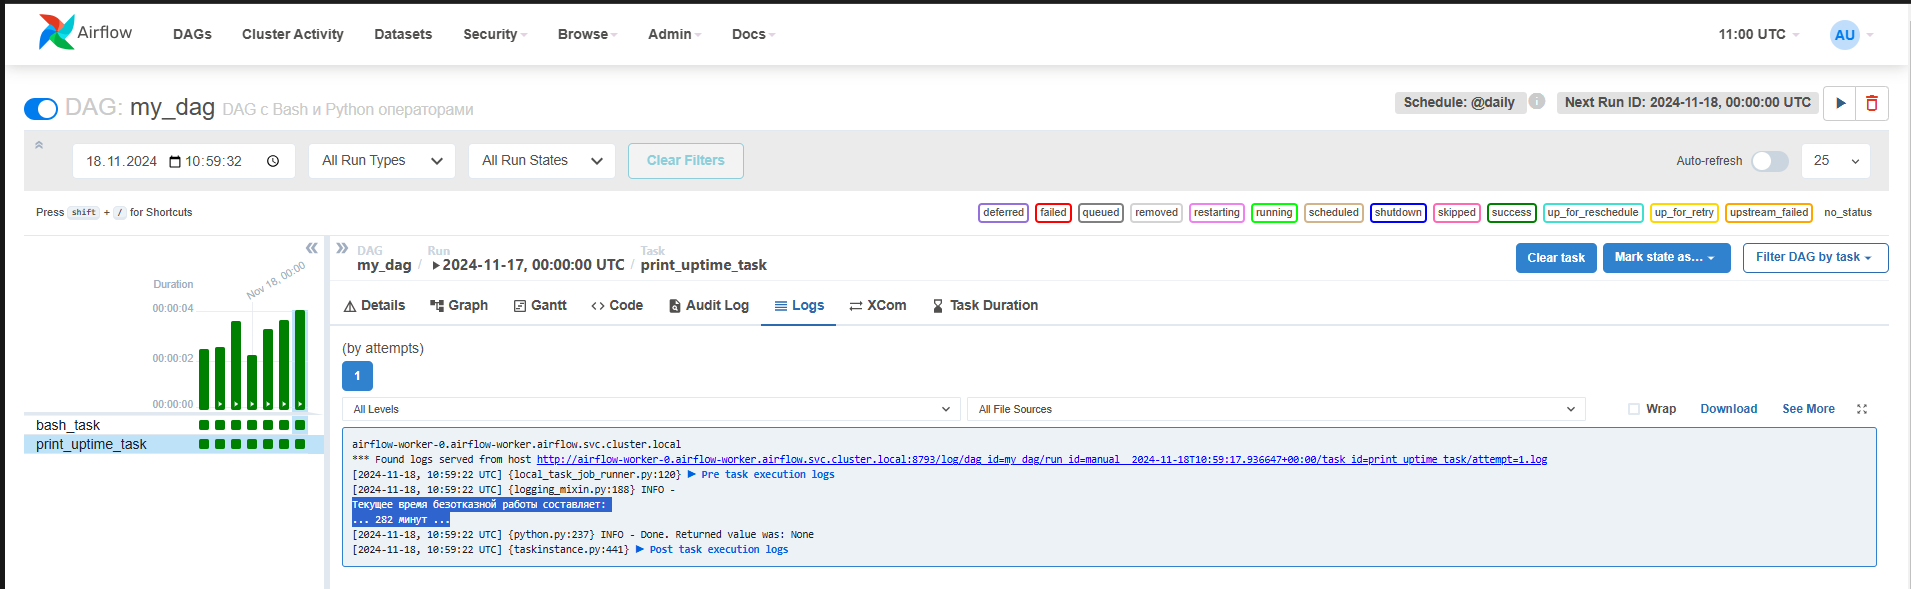 Airflow DAGs Cluster Activity Datasets Security Browse Admin Docs 11:00 UTC AU
DAG: my_dag DAG с Bash и Python операторами Schedule: @daily i Next Run ID: 2024-11-18, 00:00:00 UTC
18.11.2024 10:59:32 All Run Types All Run States Clear Filters Auto-refresh 25
Press shift + / for Shortcuts deferred failed queued removed restarting running scheduled shutdown skipped success up_for_reschedule up_for_retry upstream_failed no_status
DAG Run Task
my_dag / 2024-11-17, 00:00:00 UTC / print_uptime_task Clear task Mark state as... Filter DAG by task
Nov 18, 00:00
Duration
00:00:04
00:00:02
00:00:00
bash_task
print_uptime_task
Details Graph Gantt Code Audit Log Logs XCom Task Duration
(by attempts)
1
All Levels All File Sources Wrap Download See More
airflow-worker-0.airflow-worker.airflow.svc.cluster.local
*** Found logs served from host http://airflow-worker-0.airflow-worker.airflow.svc.cluster.local:8793/log/dag_id=my_dag/run_id=manual__2024-11-18T10:59:17.936647+00:00/task_id=print_uptime_task/attempt=1.log
[2024-11-18, 10:59:22 UTC] {local_task_job_runner.py:120} ▶ Pre task execution logs
[2024-11-18, 10:59:22 UTC] {logging_mixin.py:188} INFO -
Текущее время безотказной работы составляет:
... 282 минут ...
[2024-11-18, 10:59:22 UTC] {python.py:237} INFO - Done. Returned value was: None
[2024-11-18, 10:59:22 UTC] {taskinstance.py:441} ▶ Post task execution logs